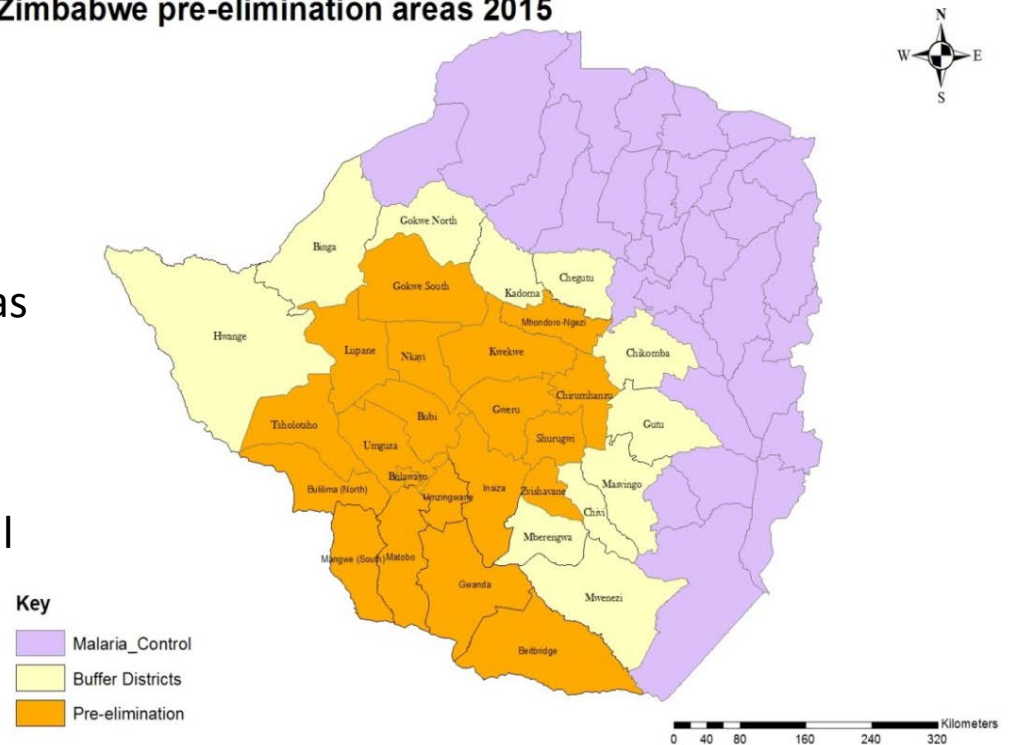 Zimbabwe pre-elimination areas 2015
N
W
E
S
Gokwe North
Binga
Gokwe South
Kadoma
Chegutu
as
Hwange
Mhondoro-Ngezi
Lupane
Nkayi
Kwekwe
Chikomba
Chirumhanzu
Tsholotsho
Bubi
Gweru
Gutu
Umguza
Shurugwi
Bulawayo
Masvingo
Bulilima (North)
Umzingwane
Insiza
Zvishavane
Chivi
l
Mberengwa
Mangwe (South)
Matobo
Gwanda
Mwenezi
Beitbridge
Key
Malaria_Control
Buffer Districts
Pre-elimination
Kilometers
0 40 80 160 240 320